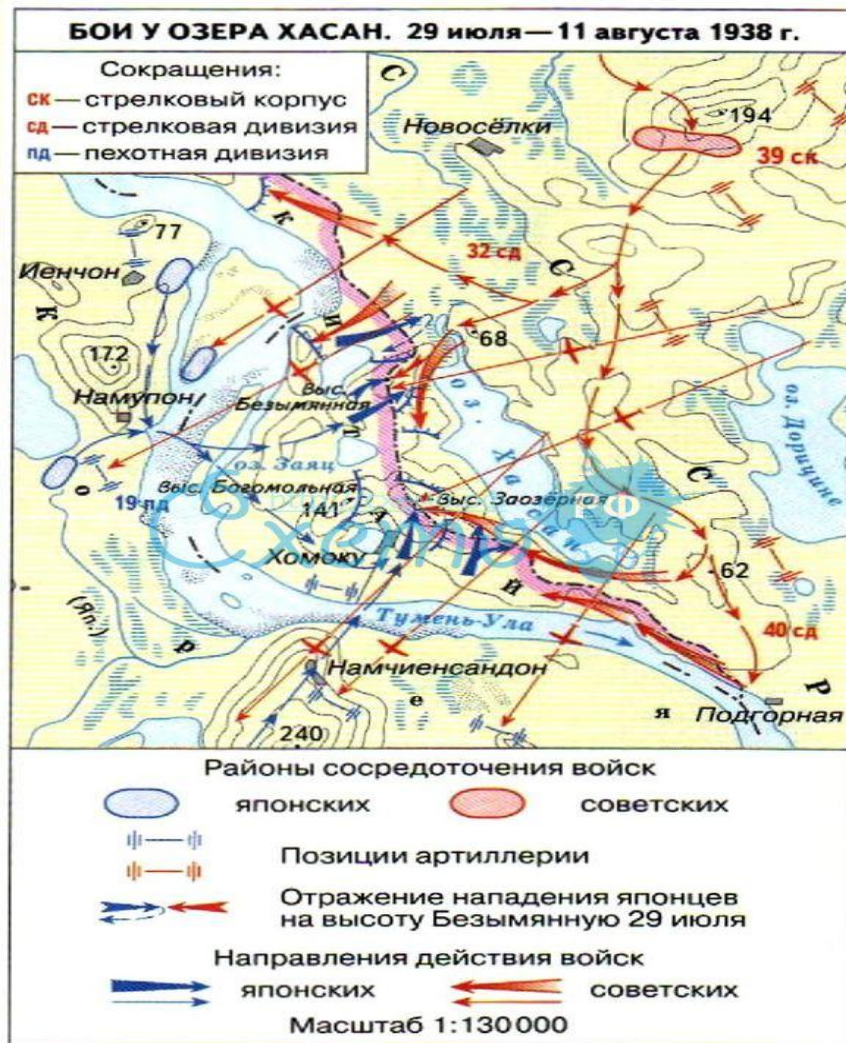 БОИ У ОЗЕРА ХАСАН. 29 июля—11 августа 1938 г.
Сокращения:
ск — стрелковый корпус
сд — стрелковая дивизия
пд — пехотная дивизия
С
Новосёлки
194
39 ск
77
К
32 сд
С
Иенчон
К
И
68
172
Намупон
выс. Безымянная
Т
оз. Хасан
оз. Дорицине
С
оз. Заяц
19 пд
выс. Богомольная
141
А
выс. Заозёрная
РФ
Схемо
о
Хомоку
62
(Яп.)
й
Тумень-Ула
40 сд
р
Намчиенсандон
Р
е
я
Подгорная
240
Районы сосредоточения войск
японских
советских
Позиции артиллерии
Отражение нападения японцев
на высоту Безымянную 29 июля
Направления действия войск
японских
советских
Масштаб 1:130 000